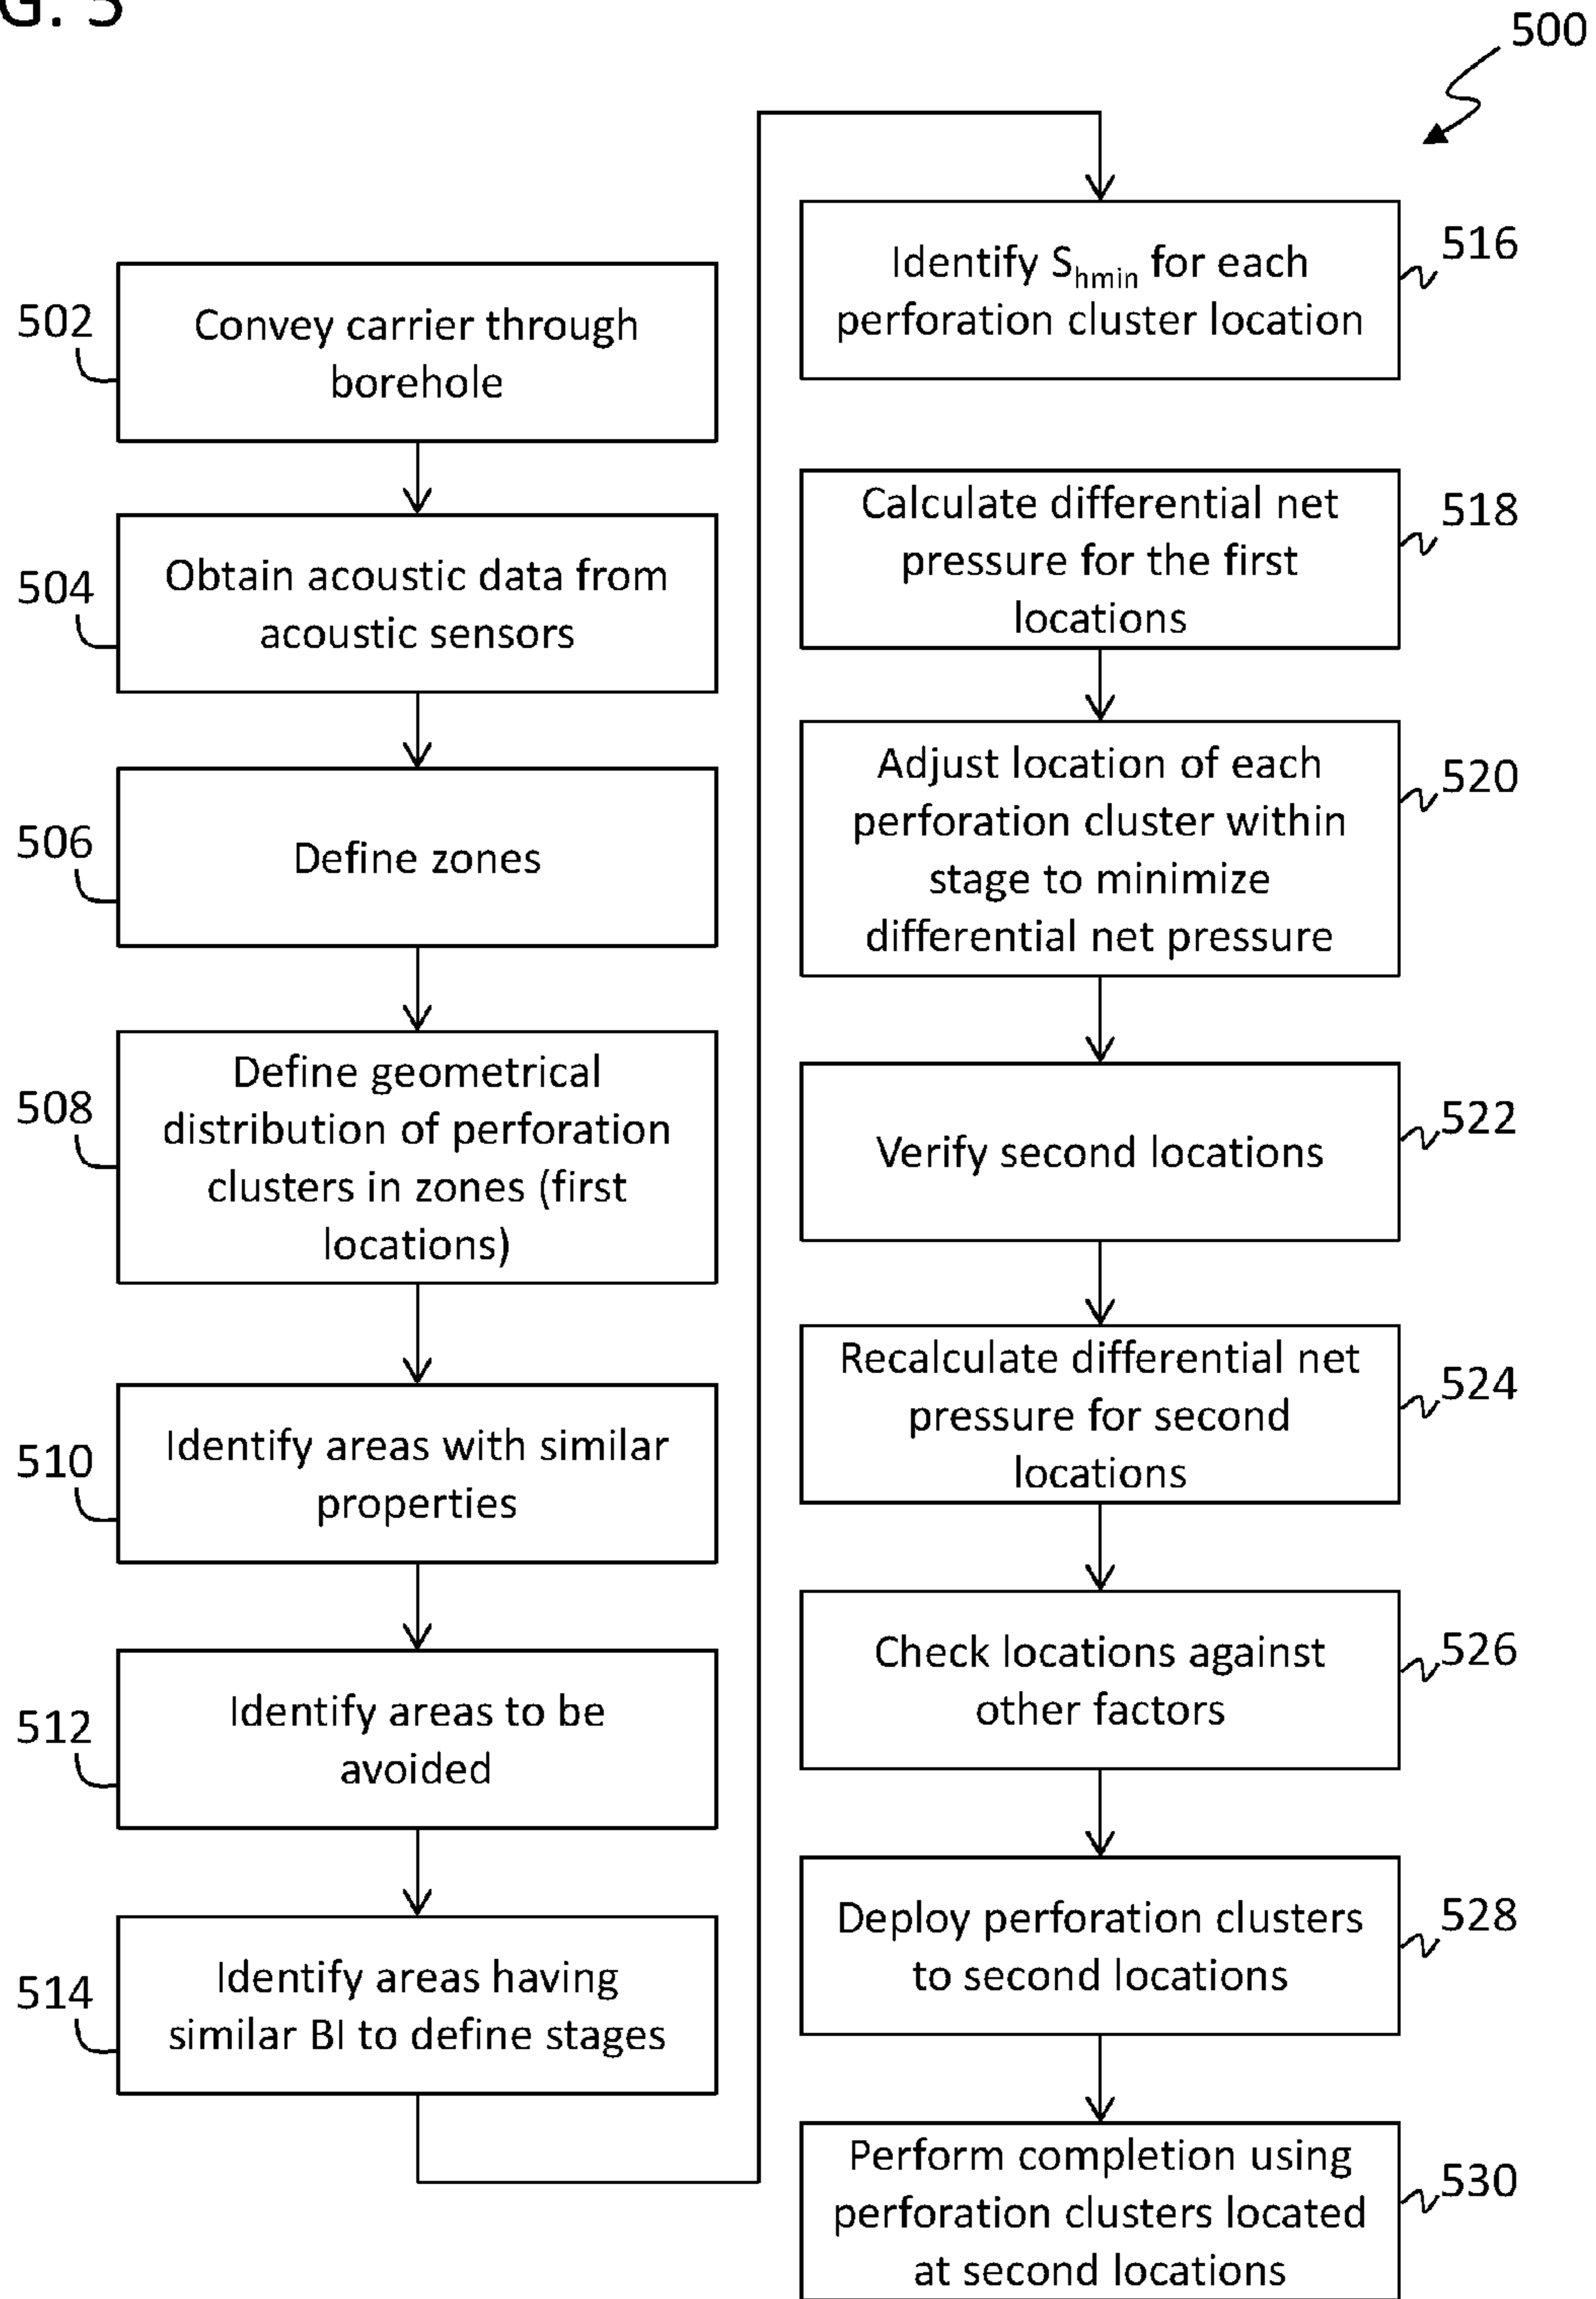 G. 5
500
502
Convey carrier through
borehole
504
Obtain acoustic data from
acoustic sensors
506
Define zones
508
Define geometrical
distribution of perforation
clusters in zones (first
locations)
510
Identify areas with similar
properties
512
Identify areas to be
avoided
514
Identify areas having
similar BI to define stages
Identify Shmin for each
perforation cluster location
516
Calculate differential net
pressure for the first
locations
518
Adjust location of each
perforation cluster within
stage to minimize
differential net pressure
520
Verify second locations
522
Recalculate differential net
pressure for second
locations
524
Check locations against
other factors
526
Deploy perforation clusters
to second locations
528
Perform completion using
perforation clusters located
at second locations
530